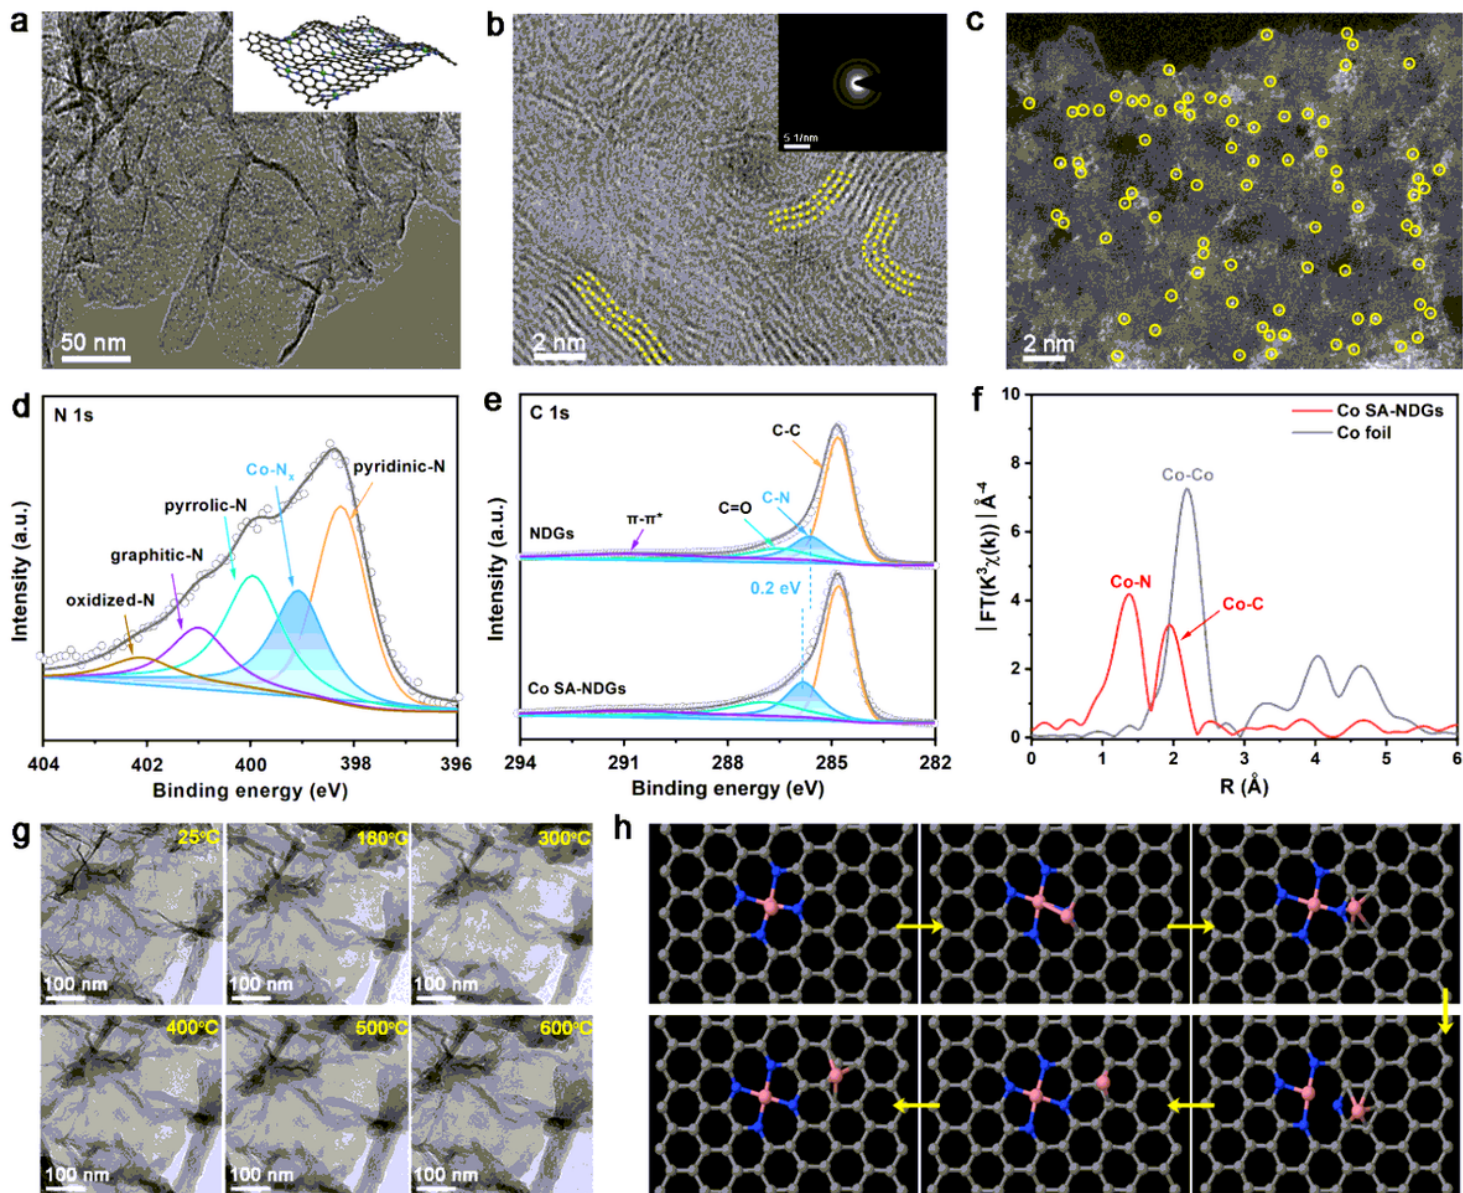 a
50 nm
b
5 1/nm
2 nm
c
2 nm
d
N 1s
Co-Nₓ
pyridinic-N
pyrrolic-N
graphitic-N
oxidized-N
Intensity (a.u.)
404 402 400 398 396
Binding energy (eV)
e
C 1s
C-C
C-N
C=O
π-π*
NDGs
0.2 eV
Co SA-NDGs
Intensity (a.u.)
294 291 288 285 282
Binding energy (eV)
f
10
8
6
4
2
0
Co SA-NDGs
Co foil
Co-Co
Co-N
Co-C
|FT(K³χ(k))|Å⁻⁴
0 1 2 3 4 5 6
R (Å)
g
25°C
100 nm
180°C
100 nm
300°C
100 nm
400°C
100 nm
500°C
100 nm
600°C
100 nm
h